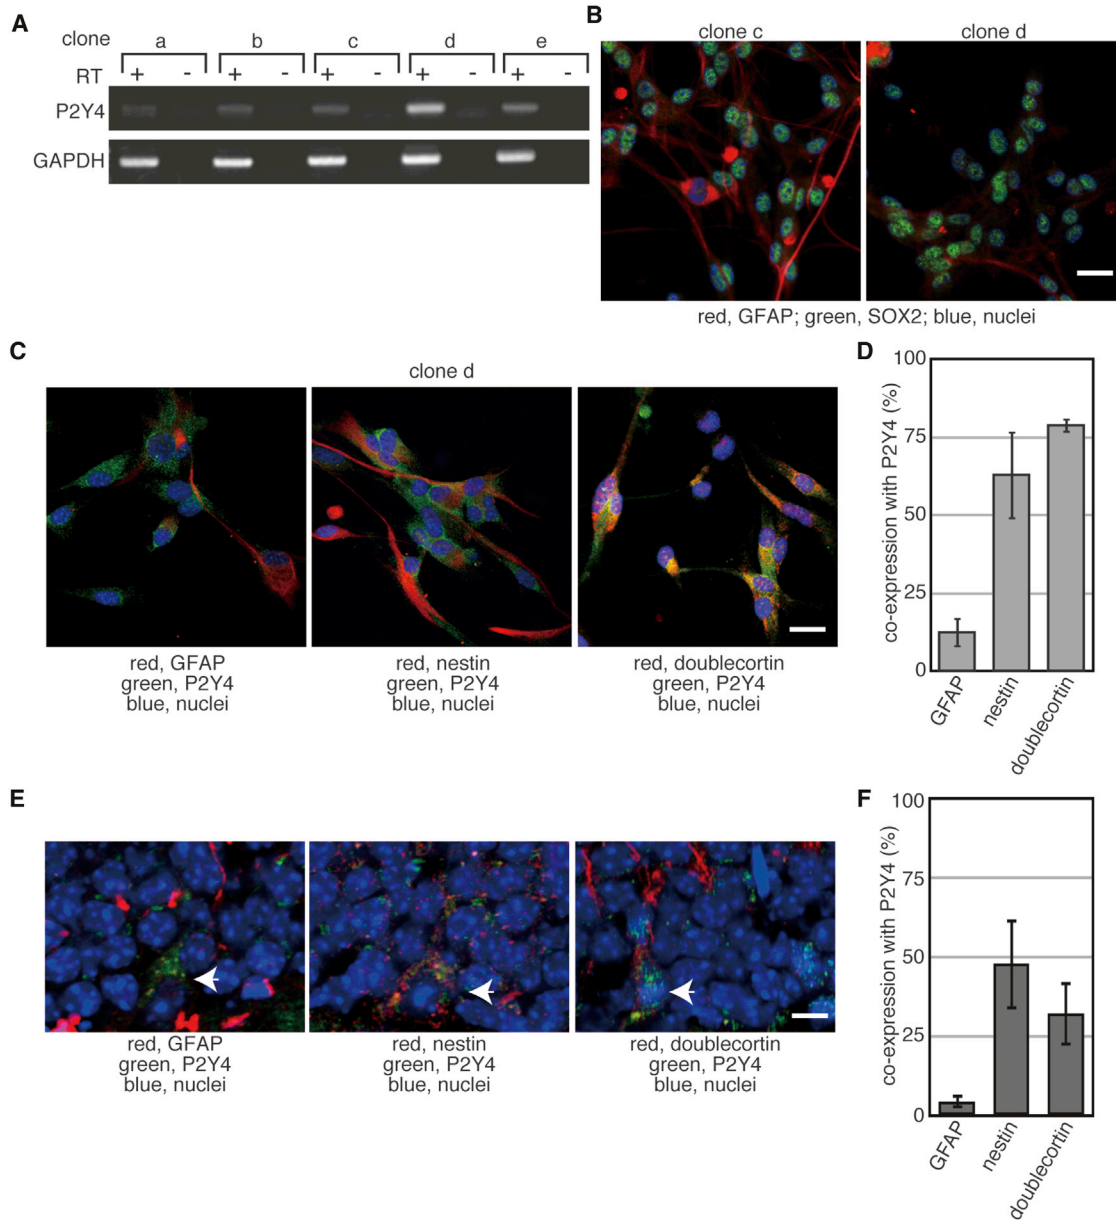 A
clone
a
b
c
d
e
RT
+
-
+
-
+
-
+
-
+
-
P2Y4
GAPDH
B
clone c
clone d
red, GFAP; green, SOX2; blue, nuclei
C
clone d
red, GFAP
green, P2Y4
blue, nuclei
red, nestin
green, P2Y4
blue, nuclei
red, doublecortin
green, P2Y4
blue, nuclei
D
co-expression with P2Y4 (%)
100
75
50
25
0
GFAP
nestin
doublecortin
E
red, GFAP
green, P2Y4
blue, nuclei
red, nestin
green, P2Y4
blue, nuclei
red, doublecortin
green, P2Y4
blue, nuclei
F
co-expression with P2Y4 (%)
100
75
50
25
0
GFAP
nestin
doublecortin